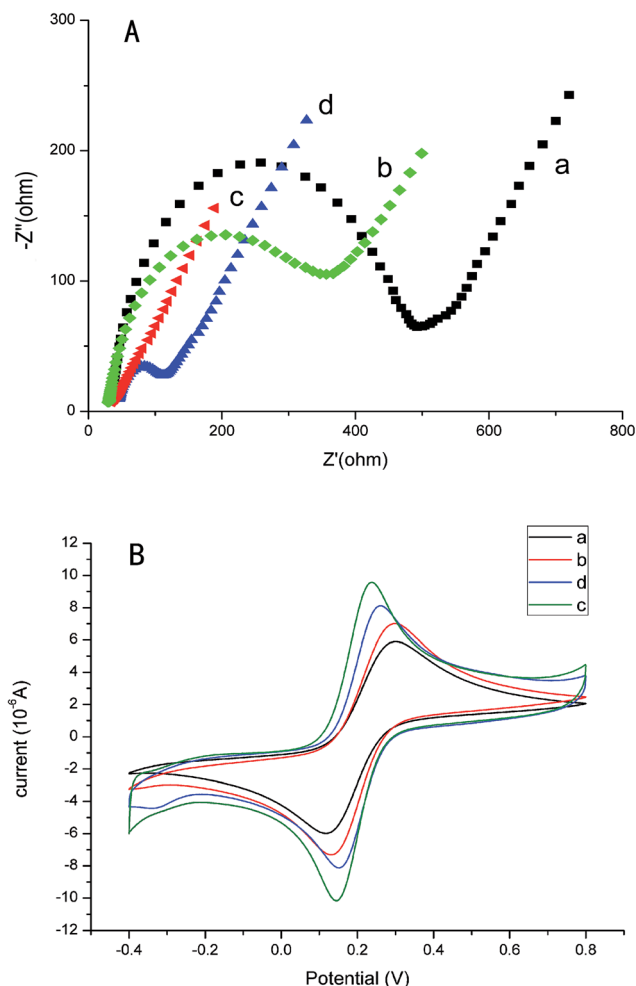 A
300
200
100
0
-Z''(ohm)
a
b
c
d
0 200 400 600 800
Z'(ohm)
B
a
b
d
c
12
10
8
6
4
2
0
-2
-4
-6
-8
-10
-12
current (10⁻⁶A)
-0.4 -0.2 0.0 0.2 0.4 0.6 0.8
Potential (V)